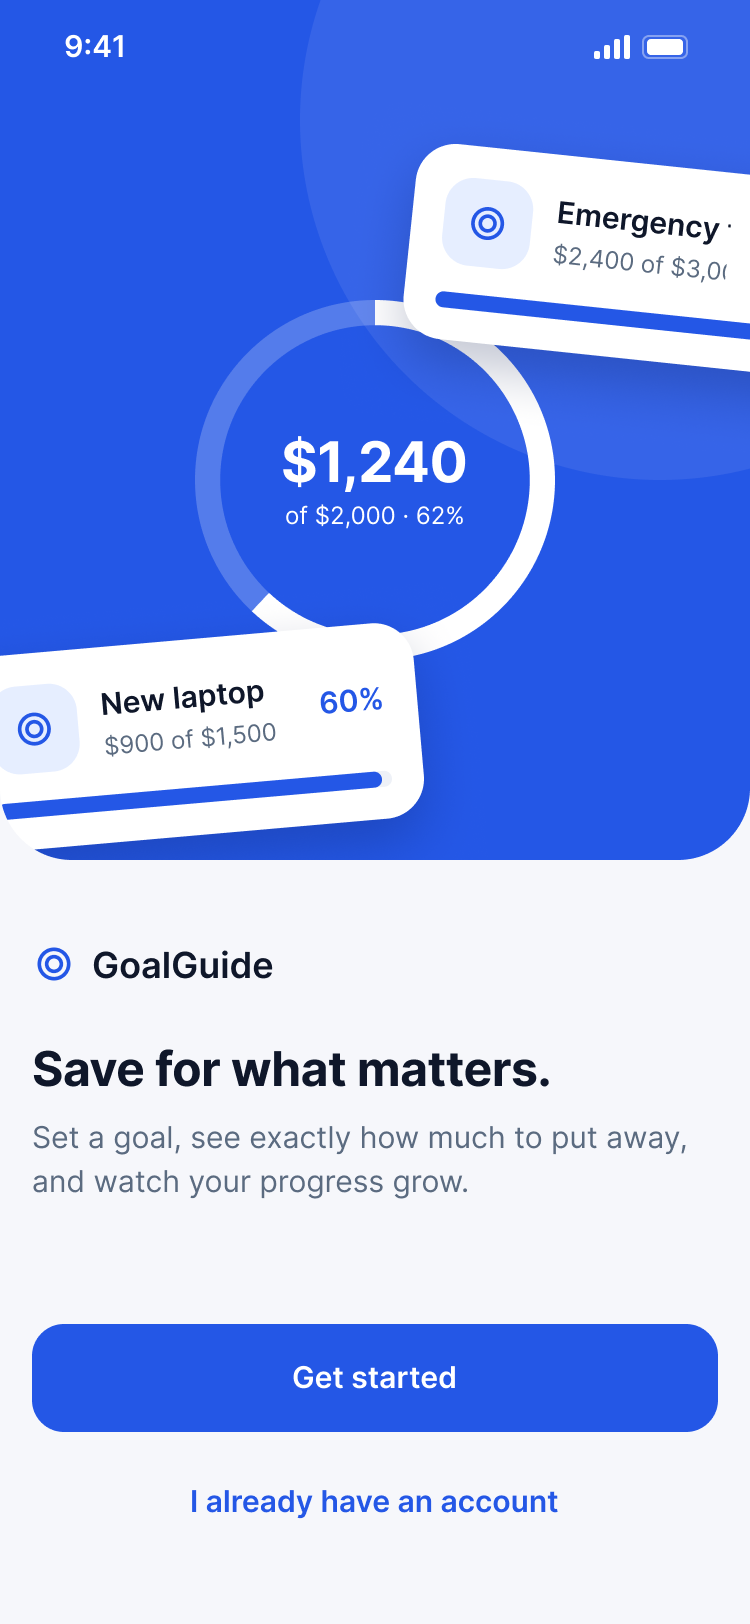 9:41
Emergency
$2,400 of
$1,240
of $2,000 · 62%
New laptop
60%
$900 of $1,500
GoalGuide
Save for what matters.
Set a goal, see exactly how much to put away,
and watch your progress grow.
Get started
I already have an account